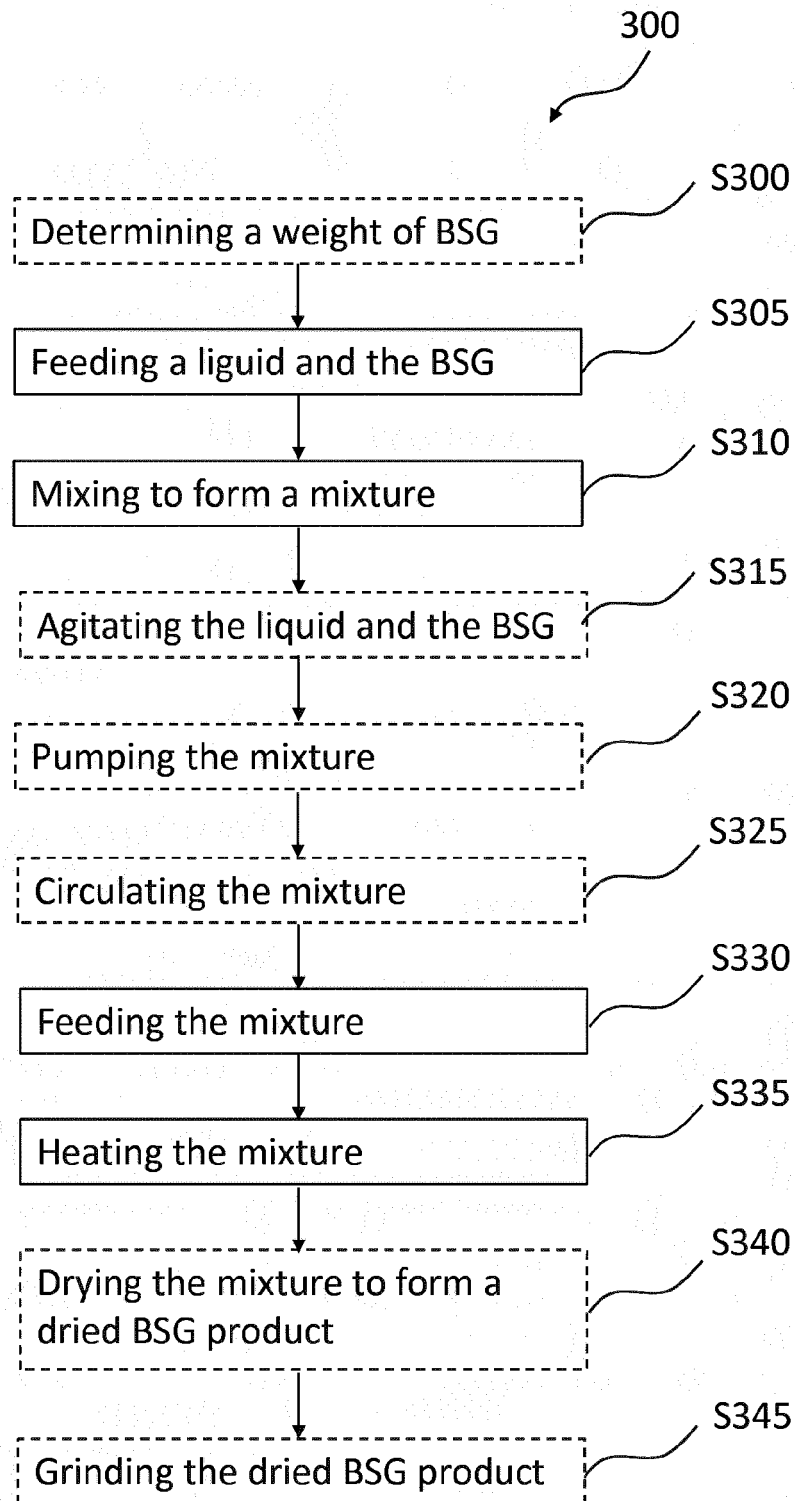 300
S300
Determining a weight of BSG
S305
Feeding a liguid and the BSG
S310
Mixing to form a mixture
S315
Agitating the liquid and the BSG
S320
Pumping the mixture
S325
Circulating the mixture
S330
Feeding the mixture
S335
Heating the mixture
S340
Drying the mixture to form a
dried BSG product
S345
Grinding the dried BSG product